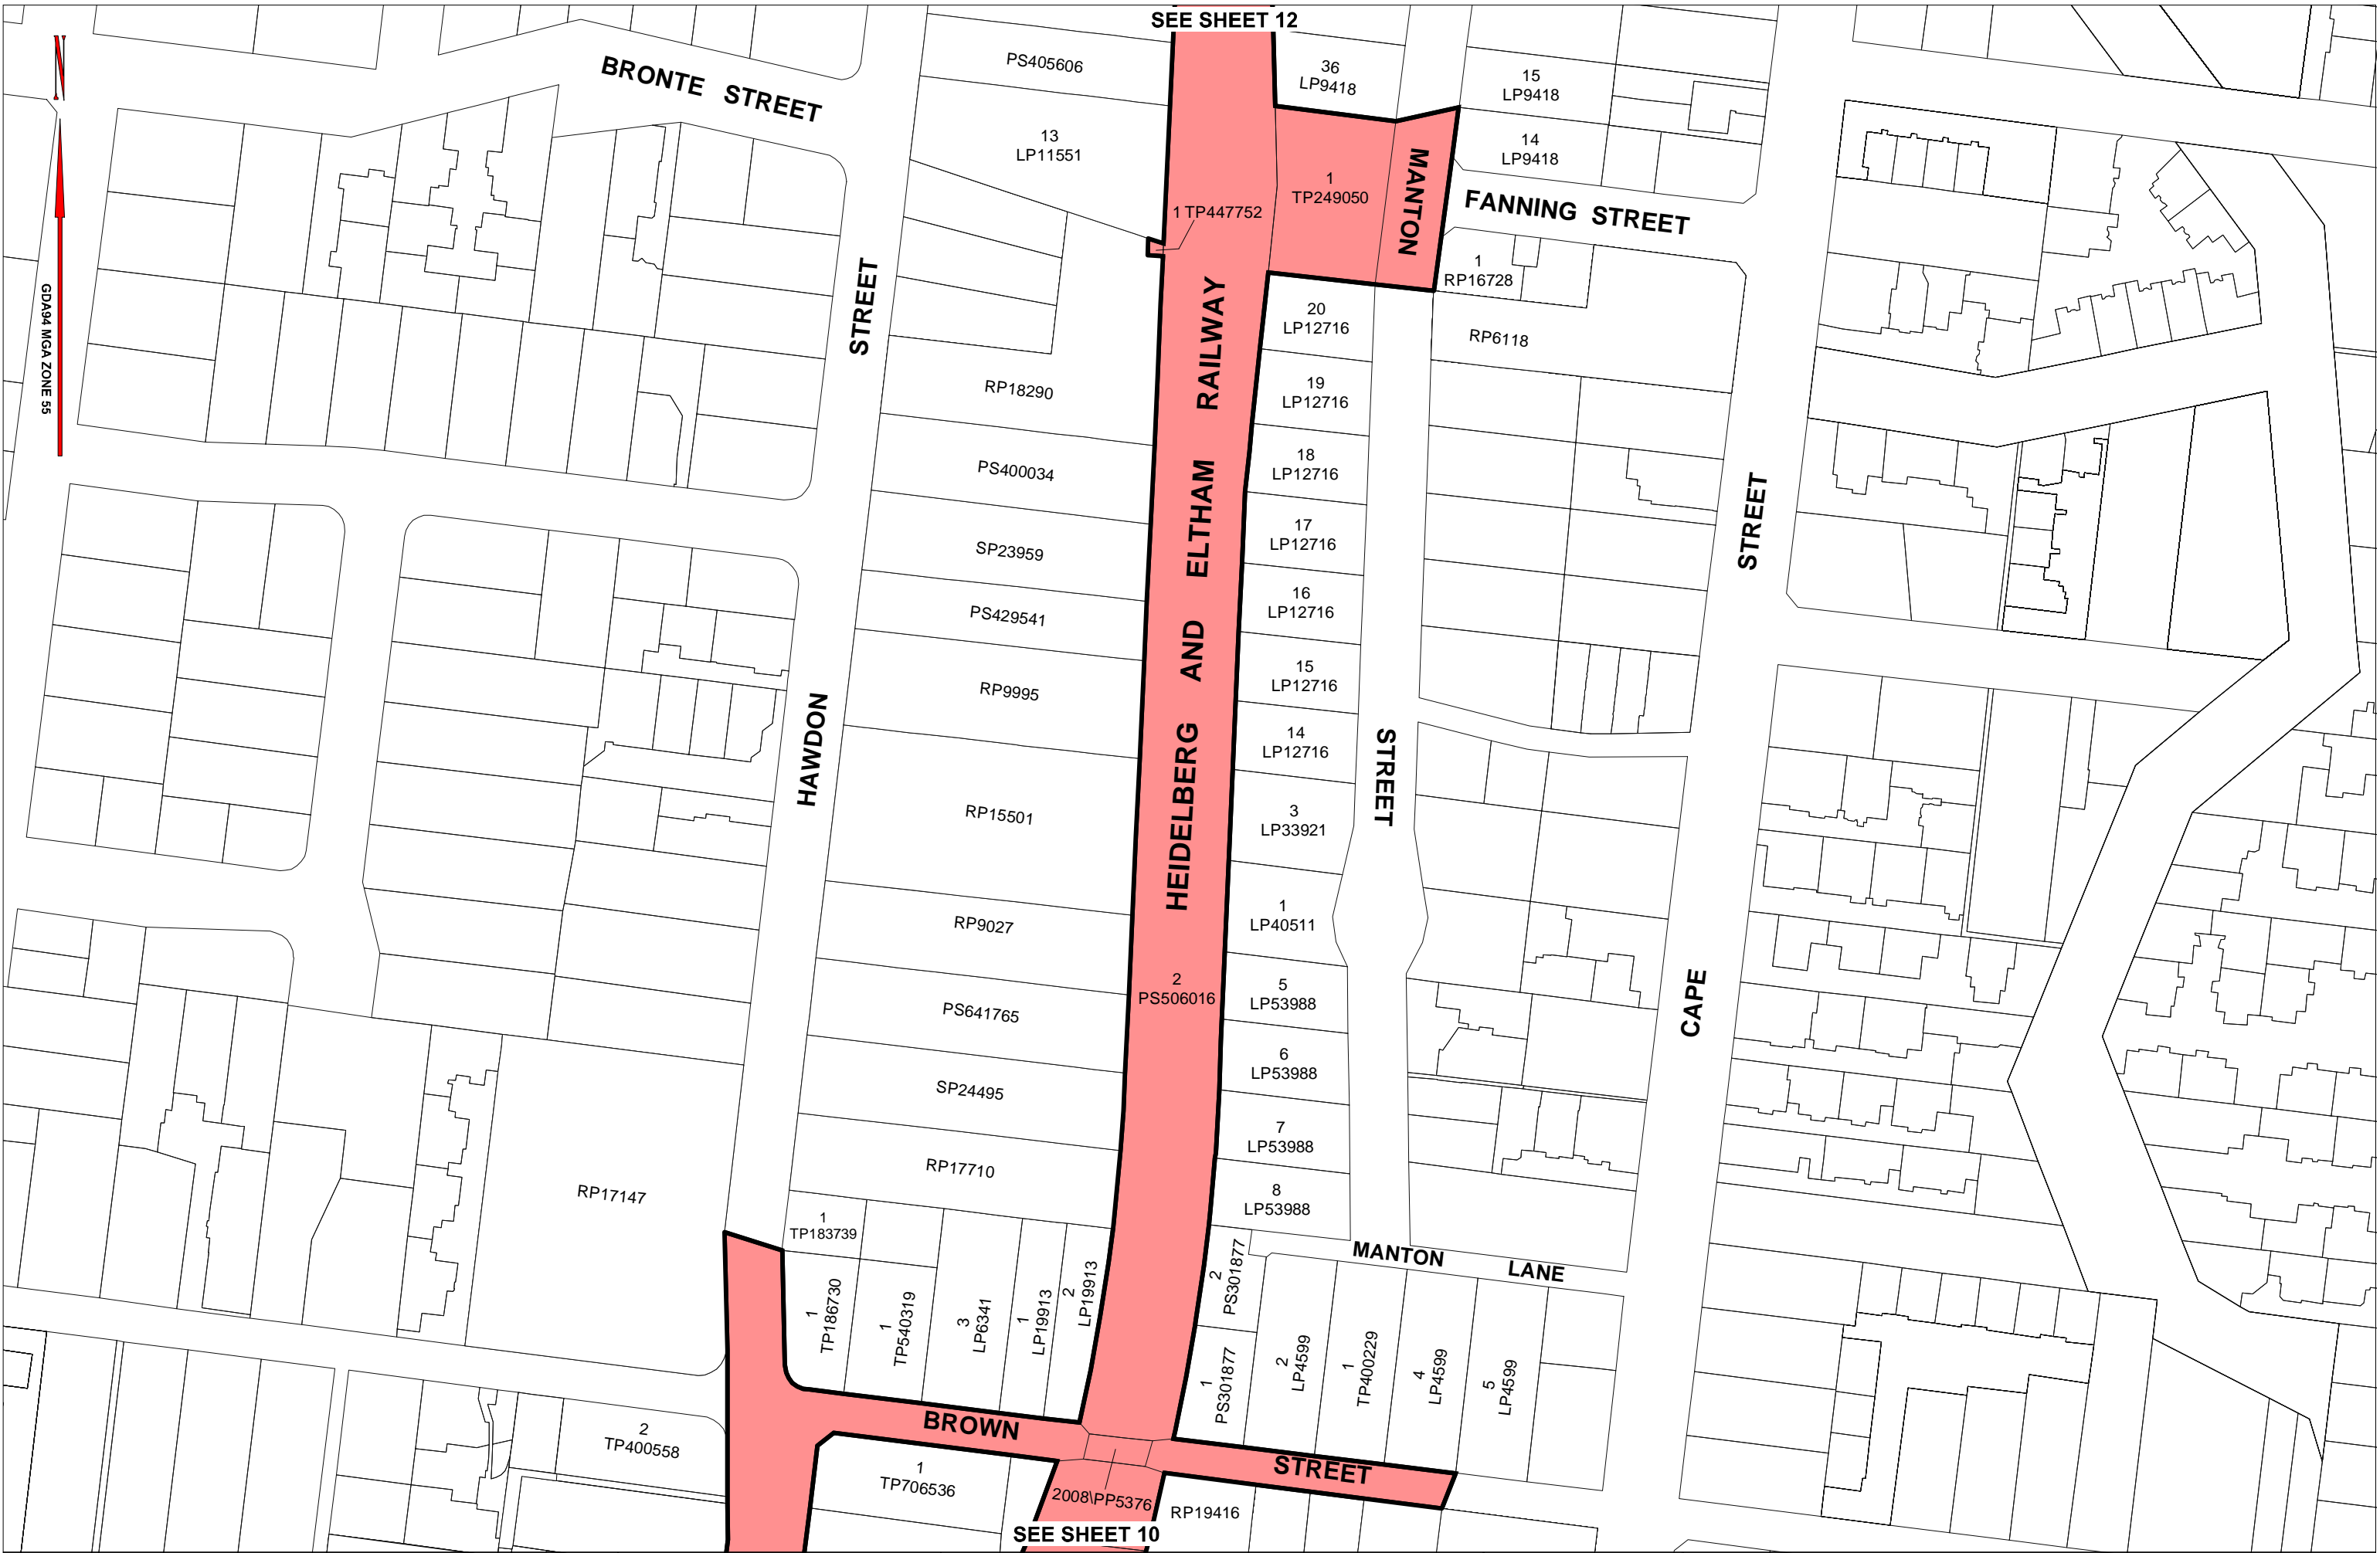 SEE SHEET 12
N
BRONTE STREET
PS405606
36
LP9418
15
LP9418
13
LP11551
14
LP9418
MANTON
1
TP249050
1 TP447752
FANNING STREET
GDA94 MGA ZONE 55
STREET
1
RP16728
20
LP12716
RP6118
RP18290
19
LP12716
HEIDELBERG AND ELTHAM RAILWAY
PS400034
18
LP12716
STREET
SP23959
17
LP12716
PS429541
16
LP12716
RP9995
15
LP12716
HAWDON
14
LP12716
STREET
RP15501
3
LP33921
RP9027
1
LP40511
2
PS506016
5
LP53988
CAPE
PS641765
6
LP53988
SP24495
7
LP53988
RP17710
RP17147
8
LP53988
1
TP183739
MANTON LANE
1
TP186730
1
TP540319
3
LP6341
1
LP19913
2
LP19913
2
PS301877
1
PS301877
2
LP4599
1
TP400229
4
LP4599
5
LP4599
BROWN STREET
2
TP400558
1
TP706536
2008\PP5376
RP19416
SEE SHEET 10